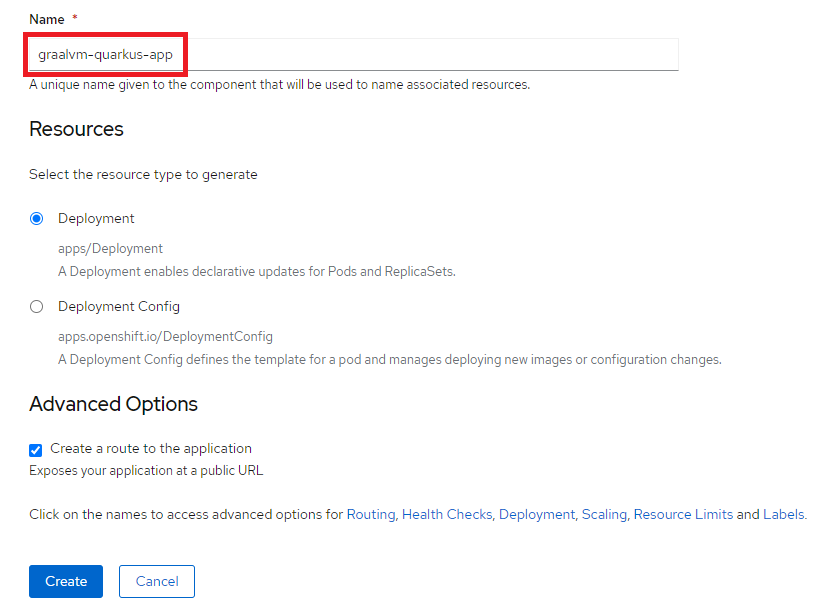 Name *
graalvm-quarkus-app
A unique name given to the component that will be used to name associated resources.
Resources
Select the resource type to generate
Deployment
apps/Deployment
A Deployment enables declarative updates for Pods and ReplicaSets.
Deployment Config
apps.openshift.io/DeploymentConfig
A Deployment Config defines the template for a pod and manages deploying new images or configuration changes.
Advanced Options
Create a route to the application
Exposes your application at a public URL
Click on the names to access advanced options for Routing, Health Checks, Deployment, Scaling, Resource Limits and Labels.
Create Cancel